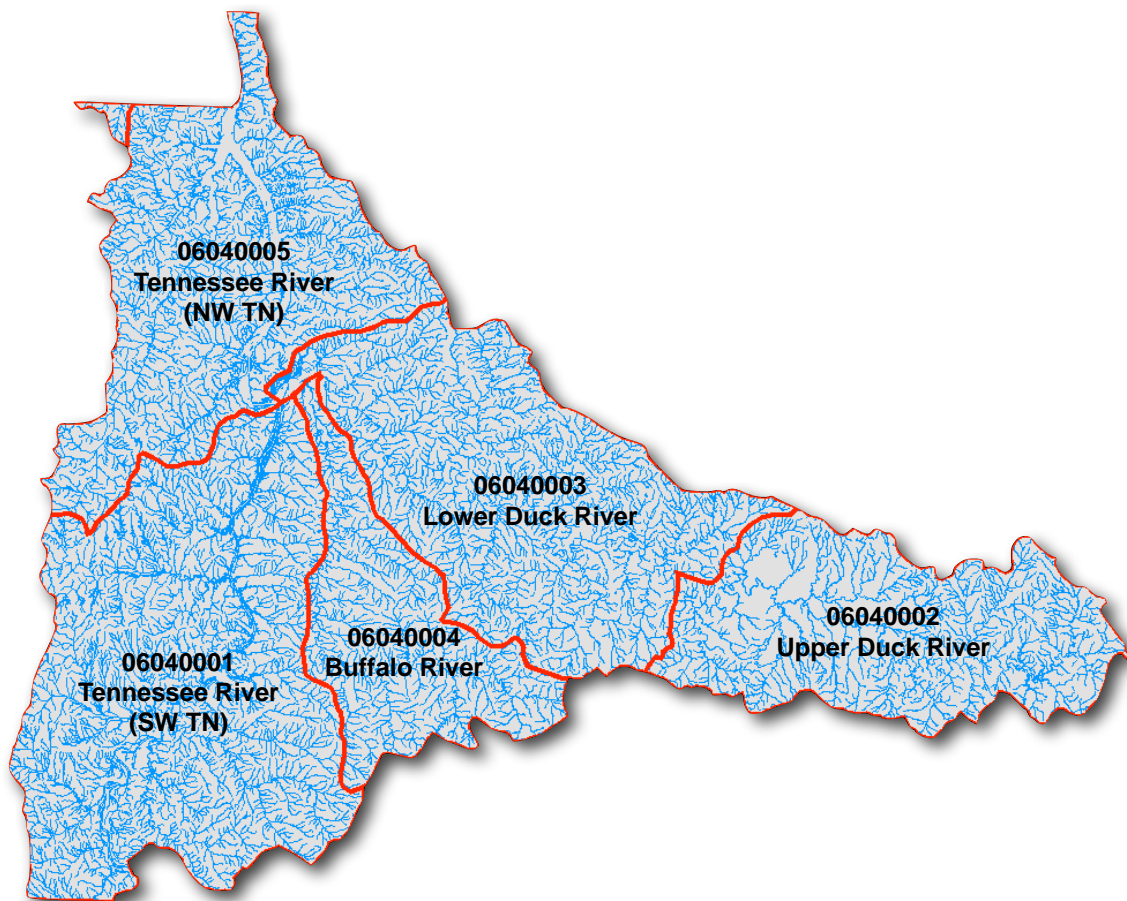 06040005
Tennessee River
(NW TN)
06040003
Lower Duck River
06040002
Upper Duck River
06040004
Buffalo River
06040001
Tennessee River
(SW TN)